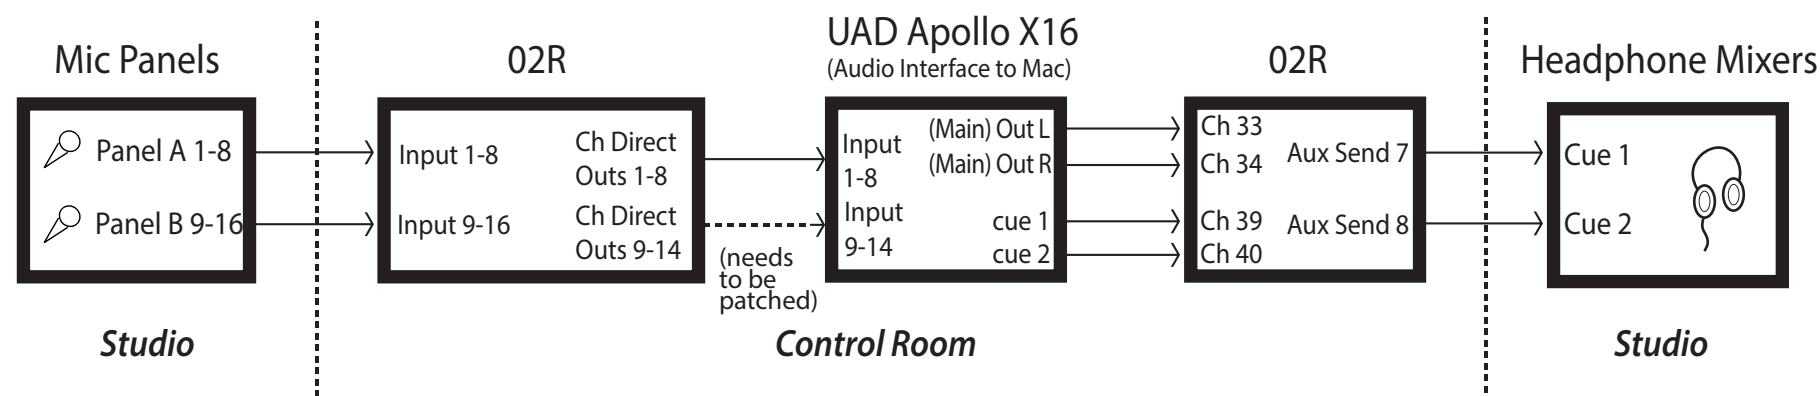 Mic Panels
Panel A 1-8
Panel B 9-16
Studio
02R
Input 1-8
Input 9-16
Ch Direct
Outs 1-8
Ch Direct
Outs 9-14
(needs
to be
patched)
UAD Apollo X16
(Audio Interface to Mac)
Input
1-8
Input
9-14
(Main) Out L
(Main) Out R
cue 1
cue 2
Control Room
02R
Ch 33
Ch 34
Ch 39
Ch 40
Aux Send 7
Aux Send 8
Headphone Mixers
Cue 1
Cue 2
Studio